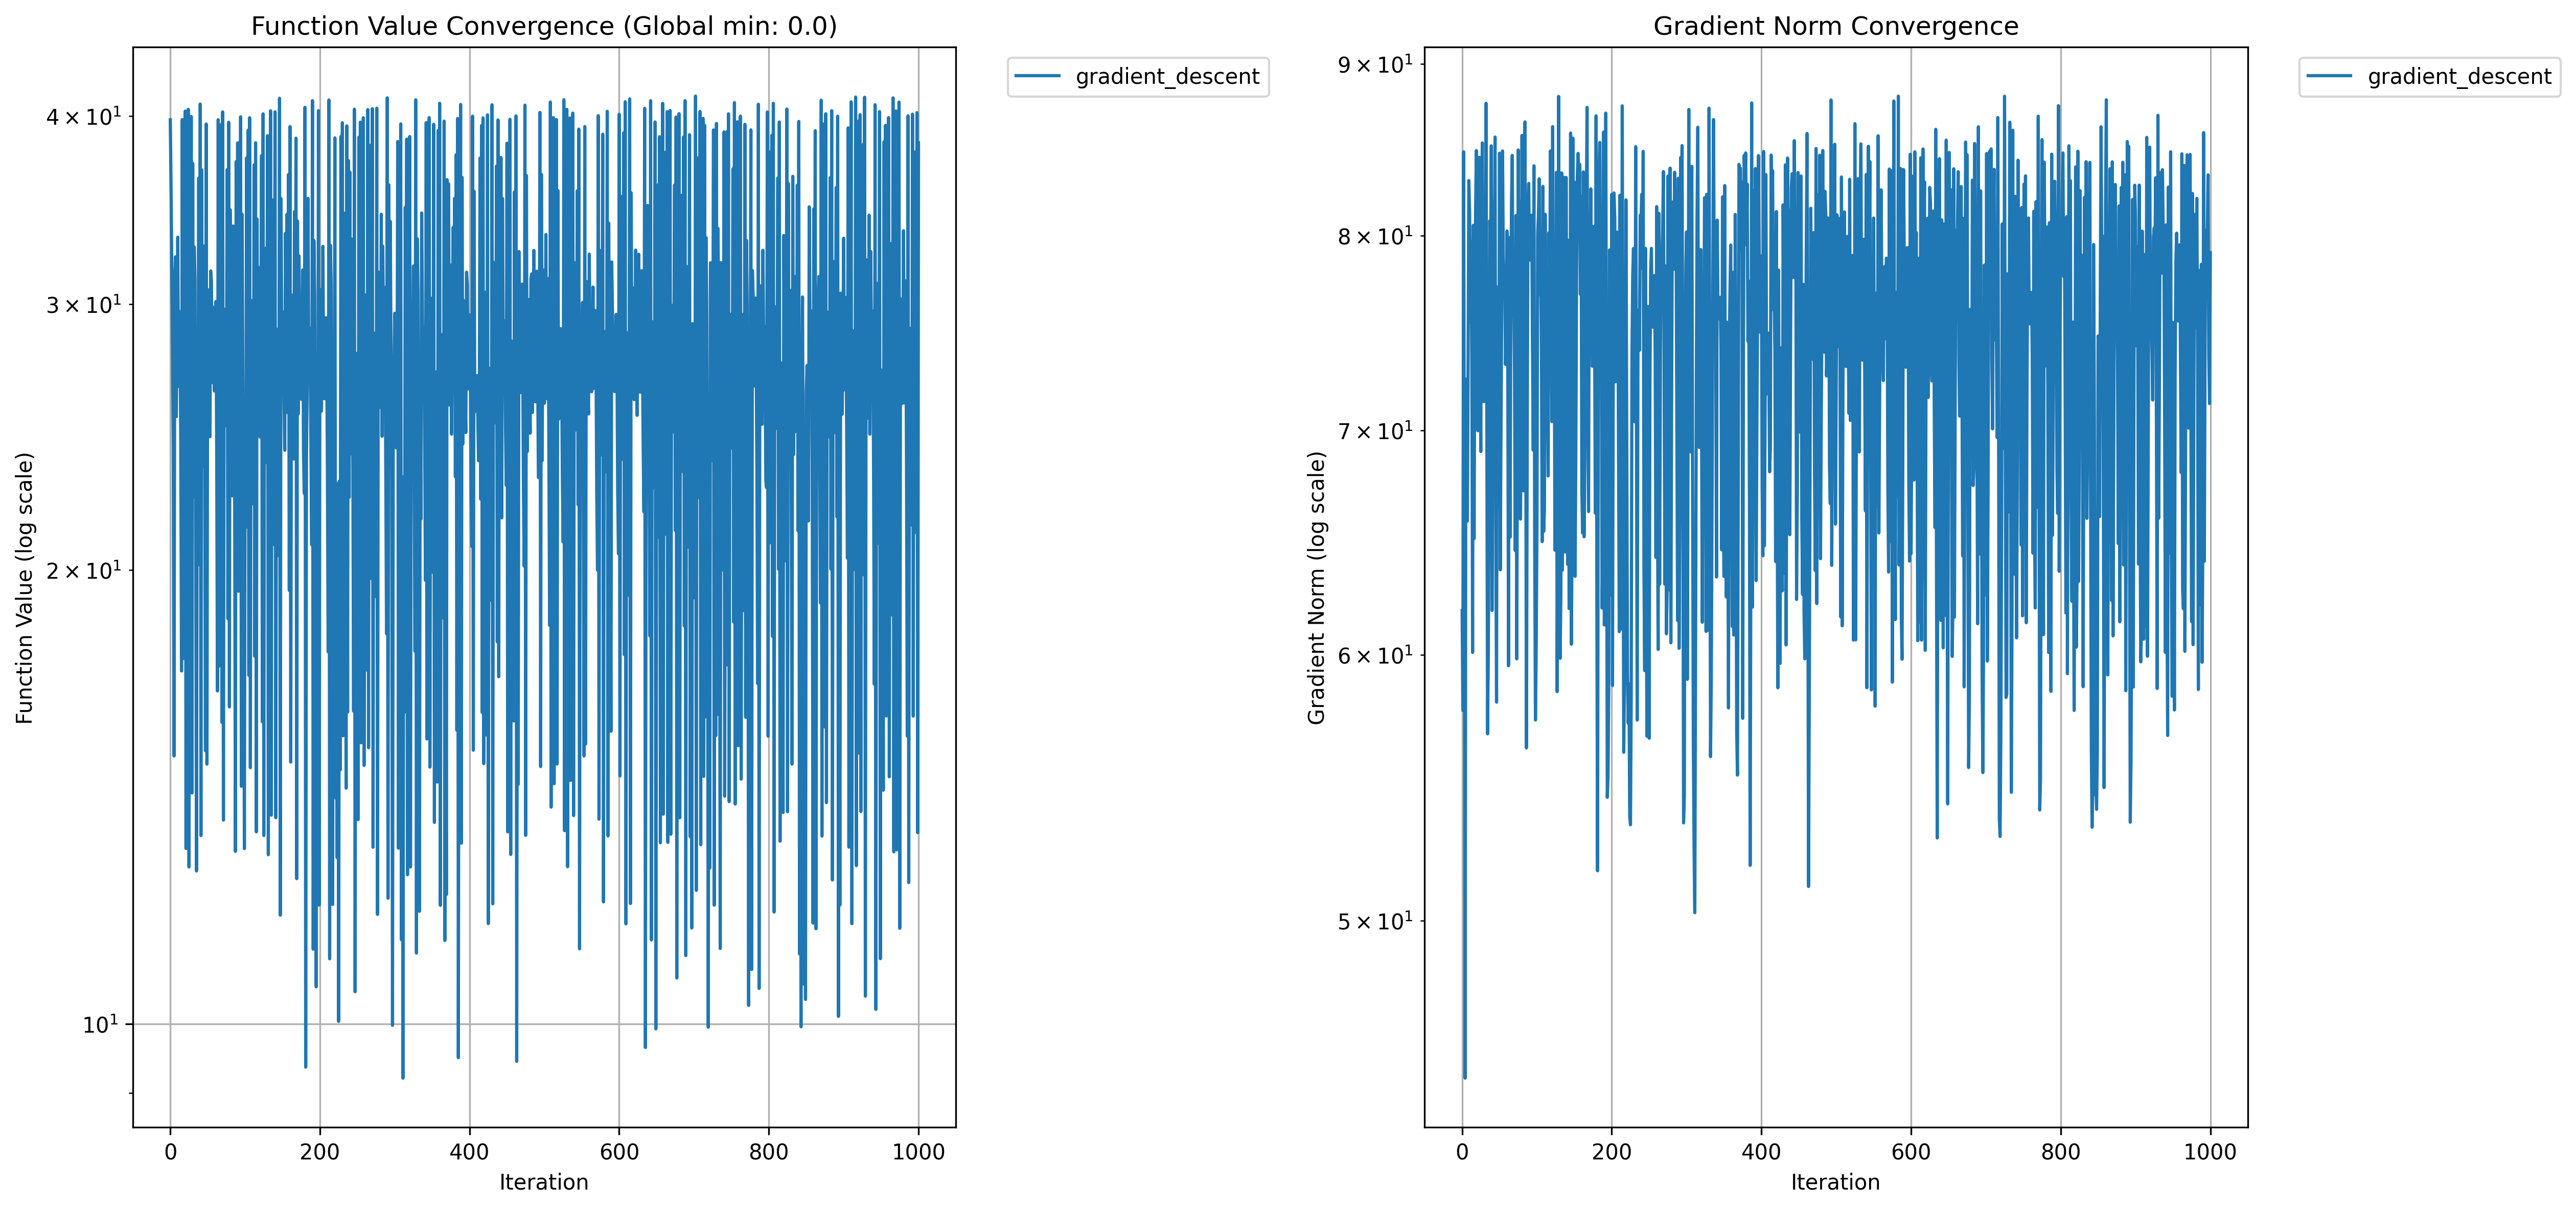 Function Value Convergence (Global min: 0.0)
gradient_descent
4 × 10¹
3 × 10¹
2 × 10¹
10¹
Function Value (log scale)
0 200 400 600 800 1000
Iteration
Gradient Norm Convergence
gradient_descent
9 × 10¹
8 × 10¹
7 × 10¹
6 × 10¹
5 × 10¹
Gradient Norm (log scale)
0 200 400 600 800 1000
Iteration